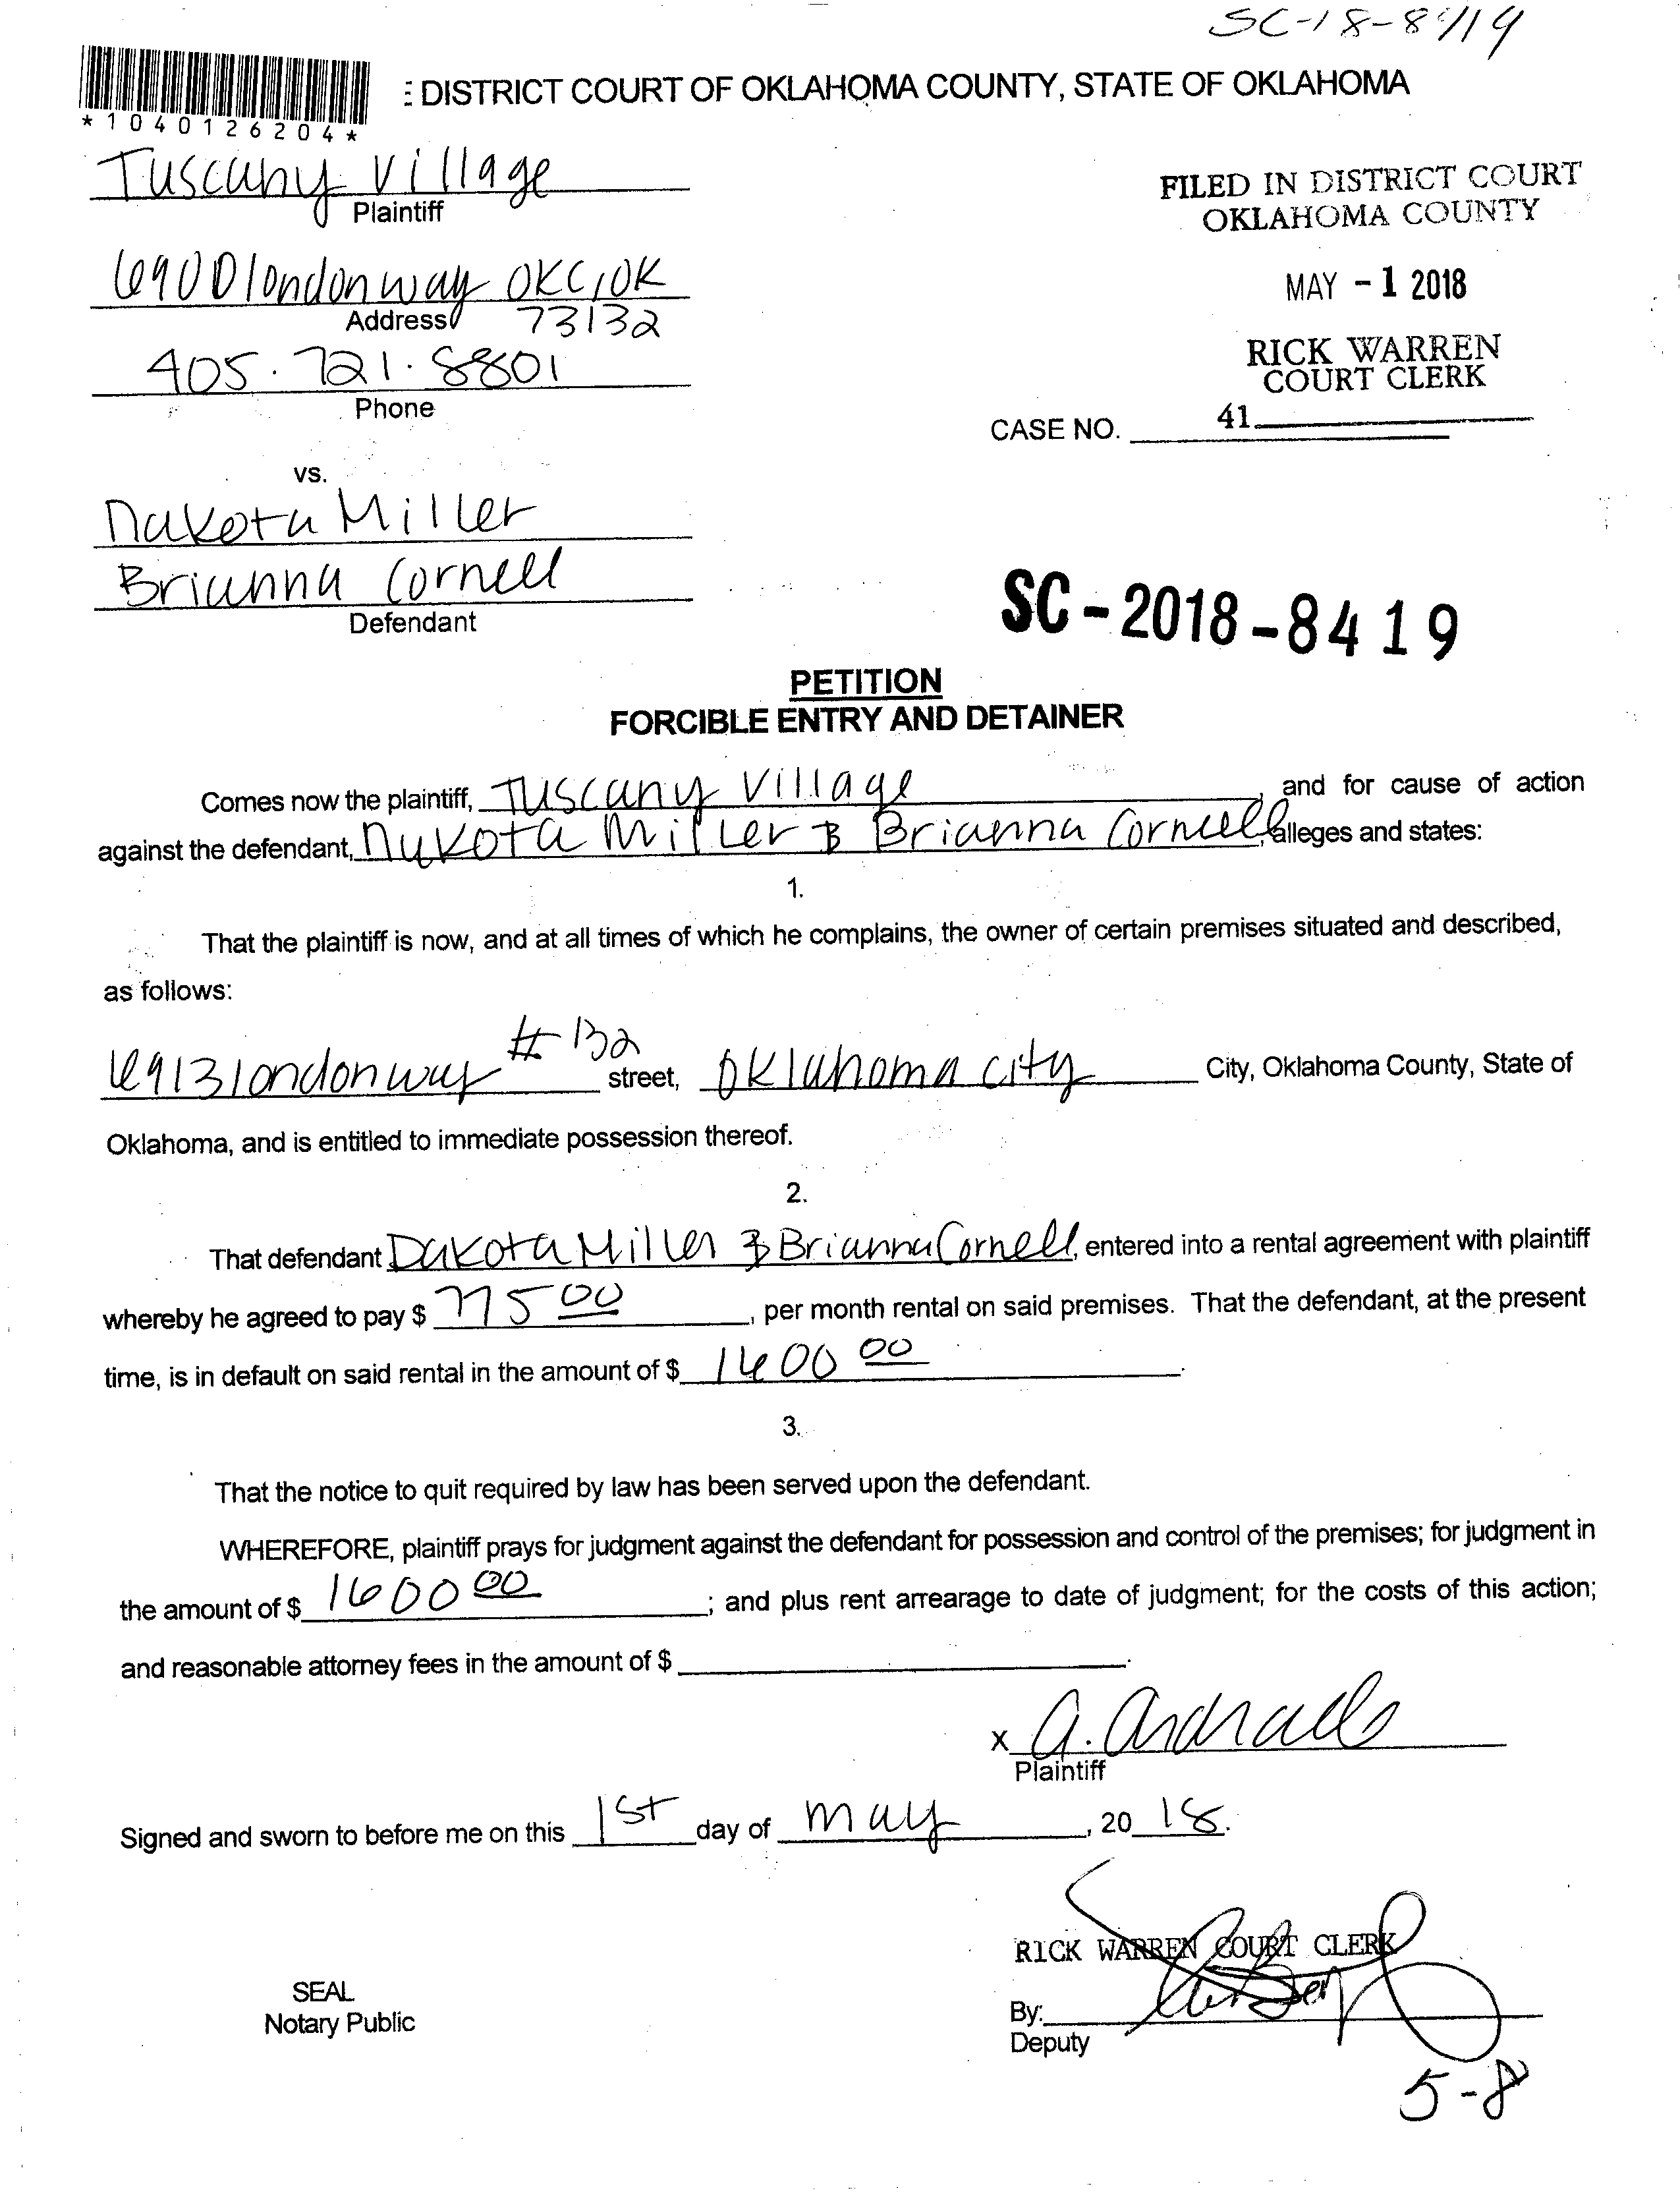 SC-18-8419
E DISTRICT COURT OF OKLAHOMA COUNTY, STATE OF OKLAHOMA
*1040126204*
Tuscany Village
Plaintiff
FILED IN DISTRICT COURT
OKLAHOMA COUNTY
6900 london way OKC, OK
Address 73132
MAY - 1 2018
405.721.8801
Phone
RICK WARREN
COURT CLERK
CASE NO. 41
vs.
Dakota Miller
Brianna Cornell
Defendant
SC-2018-8419
PETITION
FORCIBLE ENTRY AND DETAINER
Comes now the plaintiff, Tuscany Village, and for cause of action
against the defendant, Dakota Miller & Brianna Cornell, alleges and states:
1.
That the plaintiff is now, and at all times of which he complains, the owner of certain premises situated and described,
as follows:
6913 london way #132 street, Oklahoma city City, Oklahoma County, State of
Oklahoma, and is entitled to immediate possession thereof.
2.
That defendant Dakota Miller & Brianna Cornell, entered into a rental agreement with plaintiff
whereby he agreed to pay $ 775 00, per month rental on said premises. That the defendant, at the present
time, is in default on said rental in the amount of $ 1600 00.
3.
That the notice to quit required by law has been served upon the defendant.
WHEREFORE, plaintiff prays for judgment against the defendant for possession and control of the premises; for judgment in
the amount of $ 1600 00; and plus rent arrearage to date of judgment; for the costs of this action;
and reasonable attorney fees in the amount of $.
x A. Andrade
Plaintiff
Signed and sworn to before me on this 1st day of May, 20 18.
RICK WARREN COURT CLERK
SEAL
Notary Public
By:
Deputy
5-8